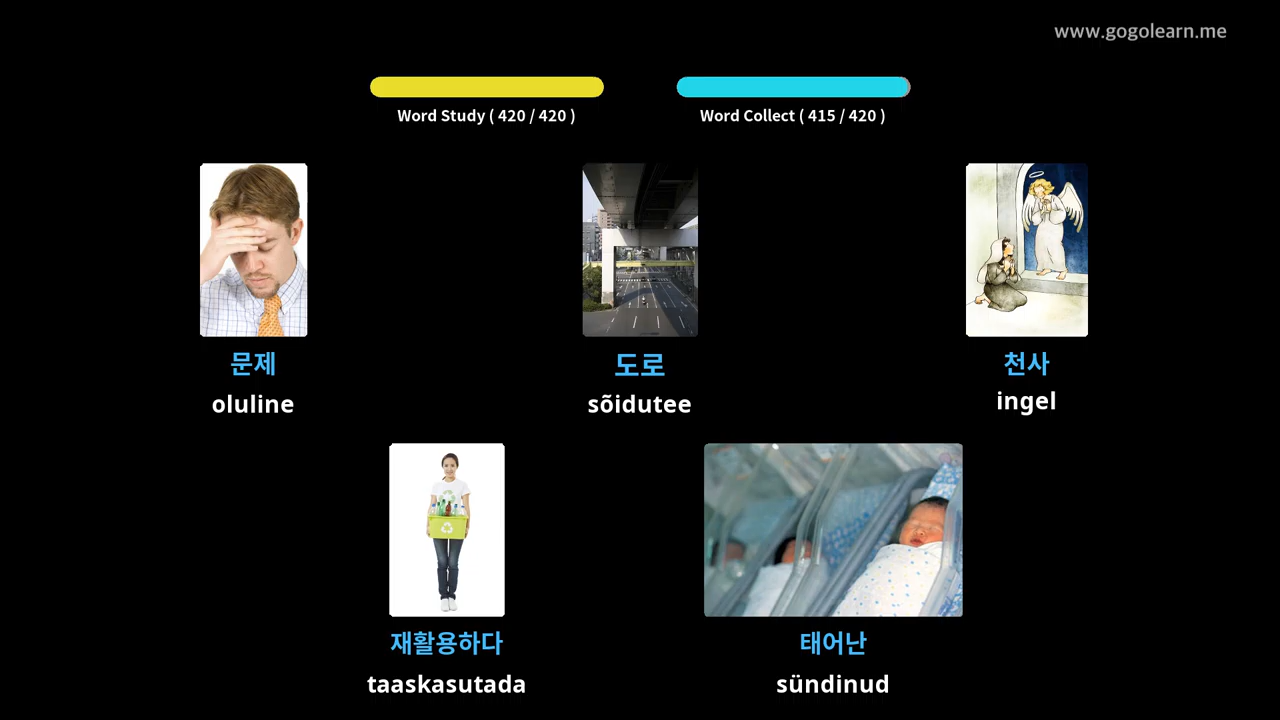 www.gogolearn.me
Word Study ( 420 / 420 )
Word Collect ( 415 / 420 )
문제
oluline
도로
sõidutee
천사
ingel
재활용하다
taaskasutada
태어난
sündinud